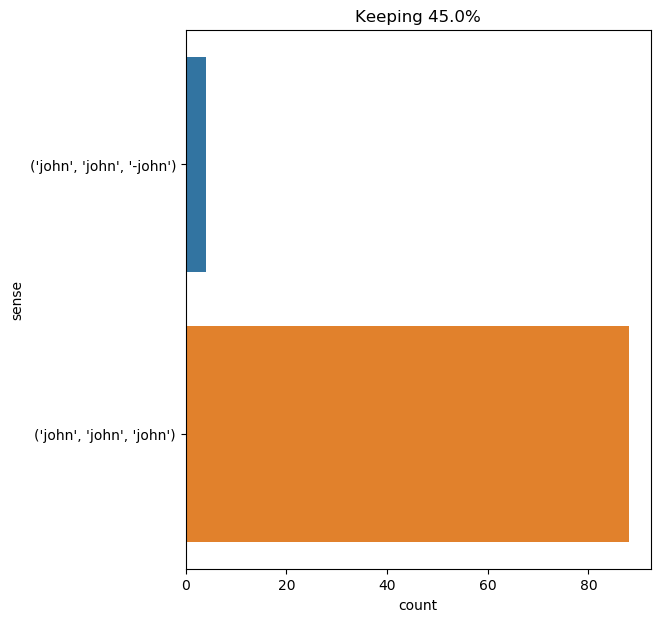 Keeping 45.0%
('john', 'john', '-john')
sense
('john', 'john', 'john')
0 20 40 60 80
count